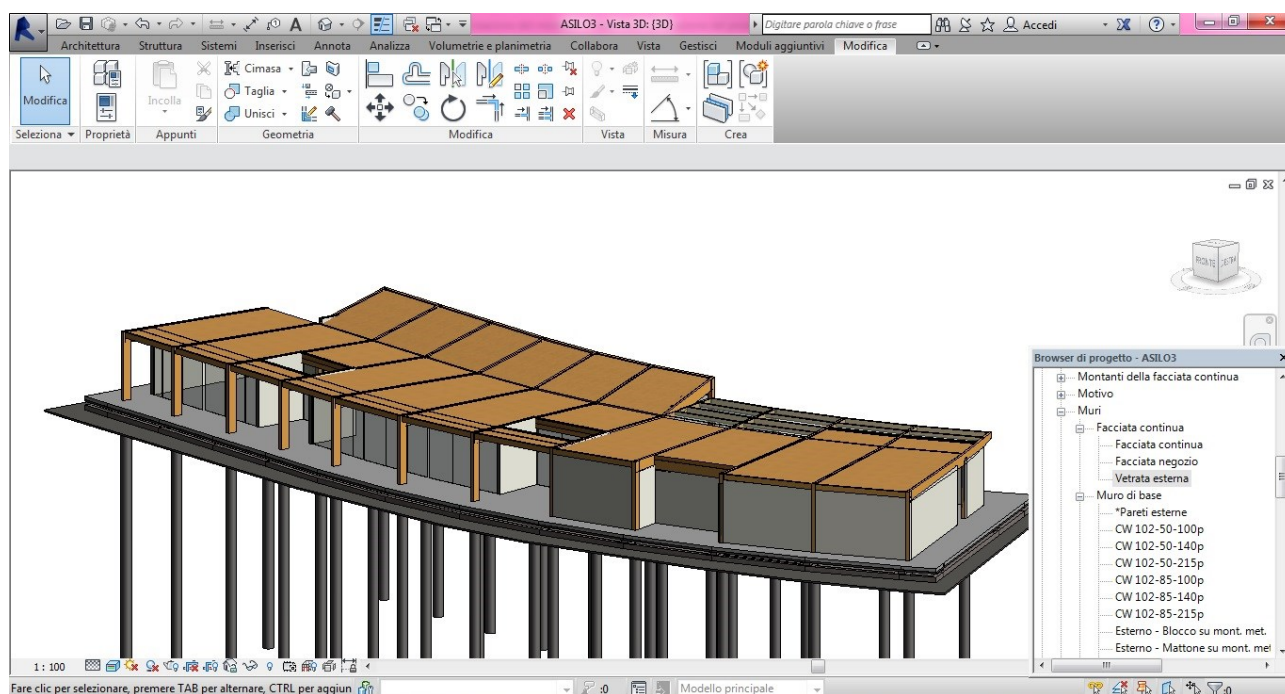 ASILO3 - Vista 3D: {3D}
Digitare parola chiave o frase
Accedi
Architettura Struttura Sistemi Inserisci Annota Analizza Volumetrie e planimetria Collabora Vista Gestisci Moduli aggiuntivi Modifica
Cimasa
Taglia
Modifica
Incolla
Unisci
Seleziona Proprietà Appunti Geometria Modifica Vista Misura Crea
FRONTE
Browser di progetto - ASILO3
Montanti della facciata continua
Motivo
Muri
Facciata continua
Facciata continua
Facciata negozio
Vetrata esterna
Muro di base
*Pareti esterne
CW 102-50-100p
CW 102-50-140p
CW 102-50-215p
CW 102-85-100p
CW 102-85-140p
CW 102-85-215p
Esterno - Blocco su mont. met.
Esterno - Mattone su mont. met
1 : 100
Fare clic per selezionare, premere TAB per alternare, CTRL per aggiun
:0
Modello principale
:0